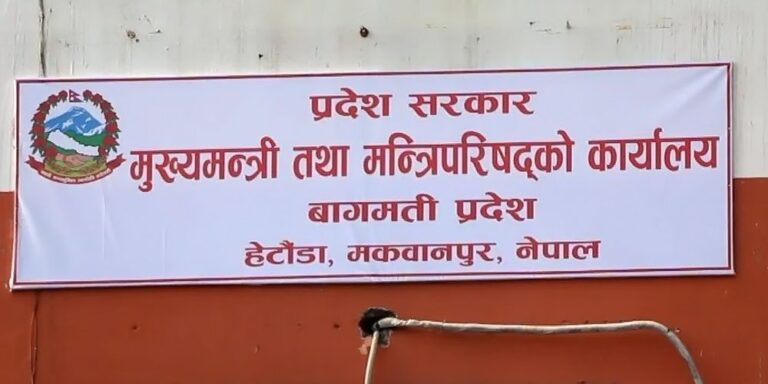 प्रदेश सरकार
मुख्यमन्त्री तथा मन्त्रिपरिषद्को कार्यालय
बागमती प्रदेश
हेटौंडा, मकवानपुर, नेपाल